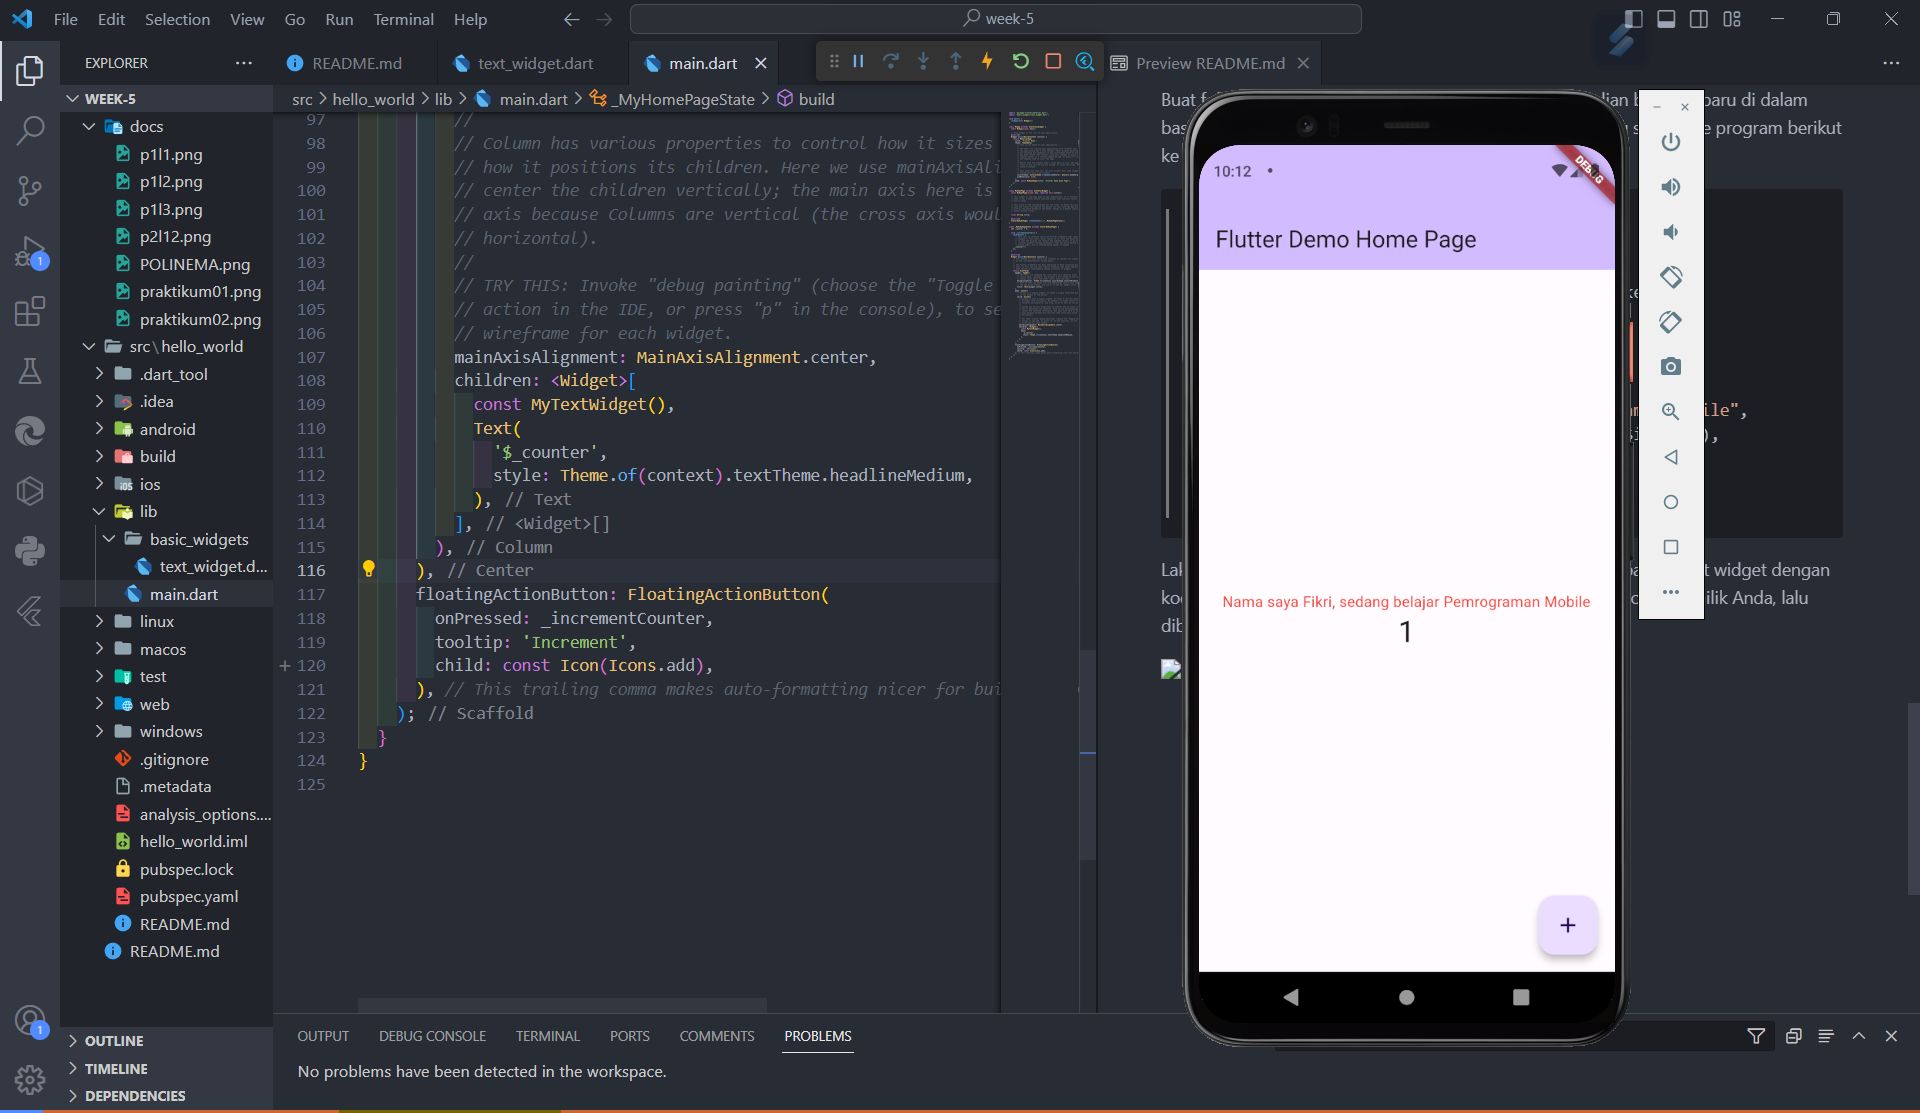 File Edit Selection View Go Run Terminal Help
week-5
EXPLORER
README.md
text_widget.dart
main.dart
Preview README.md
WEEK-5
docs
p1l1.png
p1l2.png
p1l3.png
p2l12.png
POLINEMA.png
praktikum01.png
praktikum02.png
src\hello_world
.dart_tool
.idea
android
build
ios
lib
basic_widgets
text_widget.d...
main.dart
linux
macos
test
web
windows
.gitignore
.metadata
analysis_options....
hello_world.iml
pubspec.lock
pubspec.yaml
README.md
README.md
OUTLINE
TIMELINE
DEPENDENCIES
1
1
src > hello_world > lib > main.dart > _MyHomePageState > build
97 //
98 // Column has various properties to control how it sizes
99 // how it positions its children. Here we use mainAxisAli
100 // center the children vertically; the main axis here is
101 // axis because Columns are vertical (the cross axis wou
102 // horizontal).
103 //
104 // TRY THIS: Invoke "debug painting" (choose the "Toggle
105 // action in the IDE, or press "p" in the console), to se
106 // wireframe for each widget.
107 mainAxisAlignment: MainAxisAlignment.center,
108 children: <Widget>[
109 const MyTextWidget(),
110 Text(
111 '$_counter',
112 style: Theme.of(context).textTheme.headlineMedium,
113 ), // Text
114 ], // <Widget>[]
115 ), // Column
116 ), // Center
117 floatingActionButton: FloatingActionButton(
118 onPressed: _incrementCounter,
119 tooltip: 'Increment',
120 child: const Icon(Icons.add),
121 ), // This trailing comma makes auto-formatting nicer for bui
122 ); // Scaffold
123 }
124 }
125
OUTPUT DEBUG CONSOLE TERMINAL PORTS COMMENTS PROBLEMS
No problems have been detected in the workspace.
Buat f
bas
ke
baru di dalam
program berikut
ile",
),
Lak
widget dengan
ko
ilik Anda, lalu
dib
10:12
DEBUG
Flutter Demo Home Page
Nama saya Fikri, sedang belajar Pemrograman Mobile
1
+